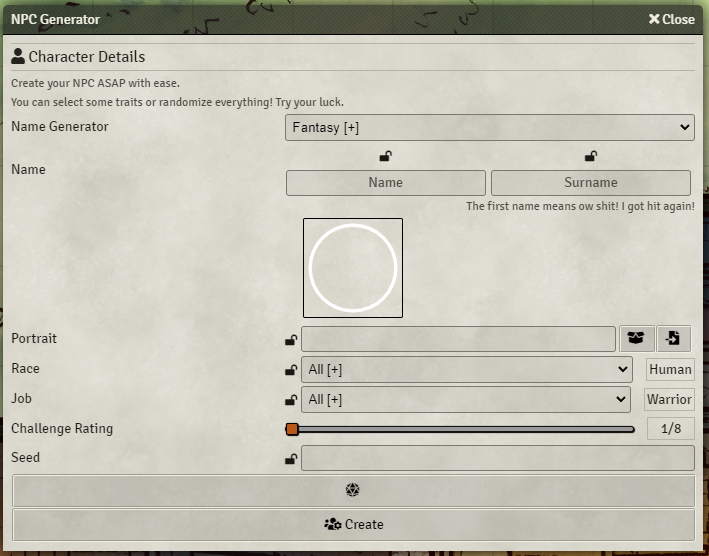 NPC Generator
Close
Character Details
Create your NPC ASAP with ease.
You can select some traits or randomize everything! Try your luck.
Name Generator
Fantasy [+]
Name
Name
Surname
The first name means ow shit! I got hit again!
Portrait
Race
All [+]
Human
Job
All [+]
Warrior
Challenge Rating
1/8
Seed
Create